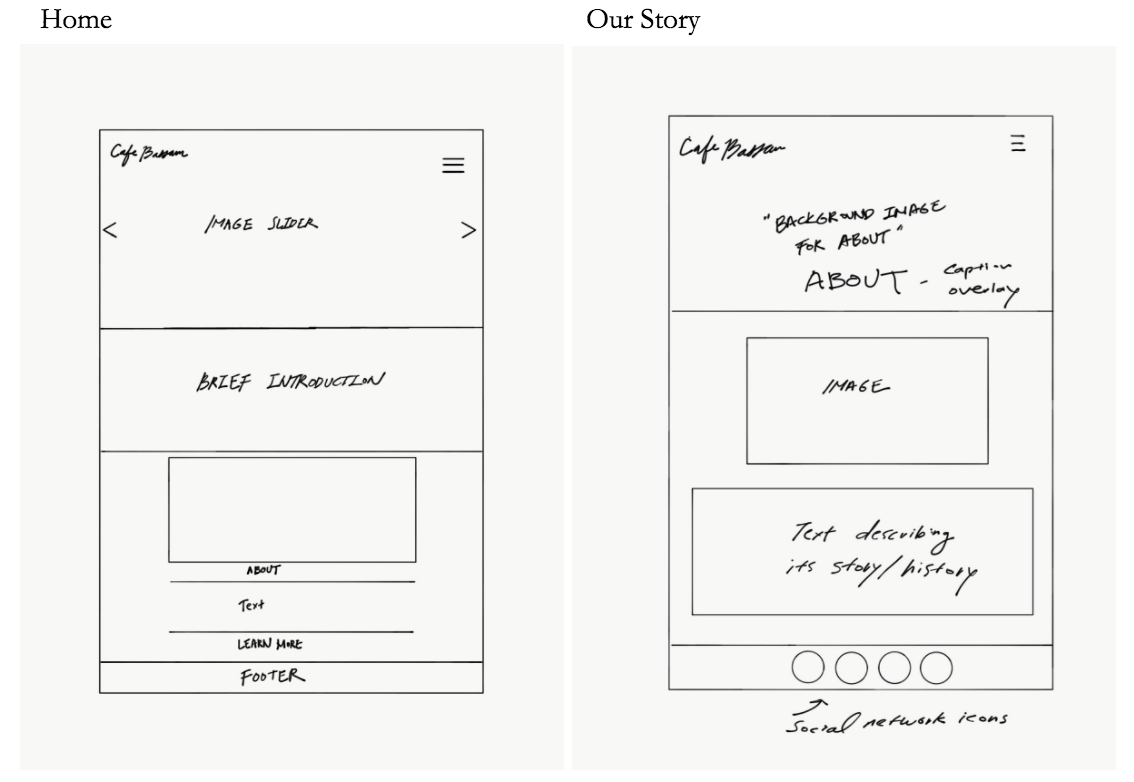 Home
Cafe Bassam
IMAGE SLIDER
BRIEF INTRODUCTION
ABOUT
Text
LEARN MORE
FOOTER
Our Story
Cafe Bassam
"BACKGROUND IMAGE
FOR ABOUT"
ABOUT - caption
overlay
IMAGE
Text describing
its story/history
Social network icons